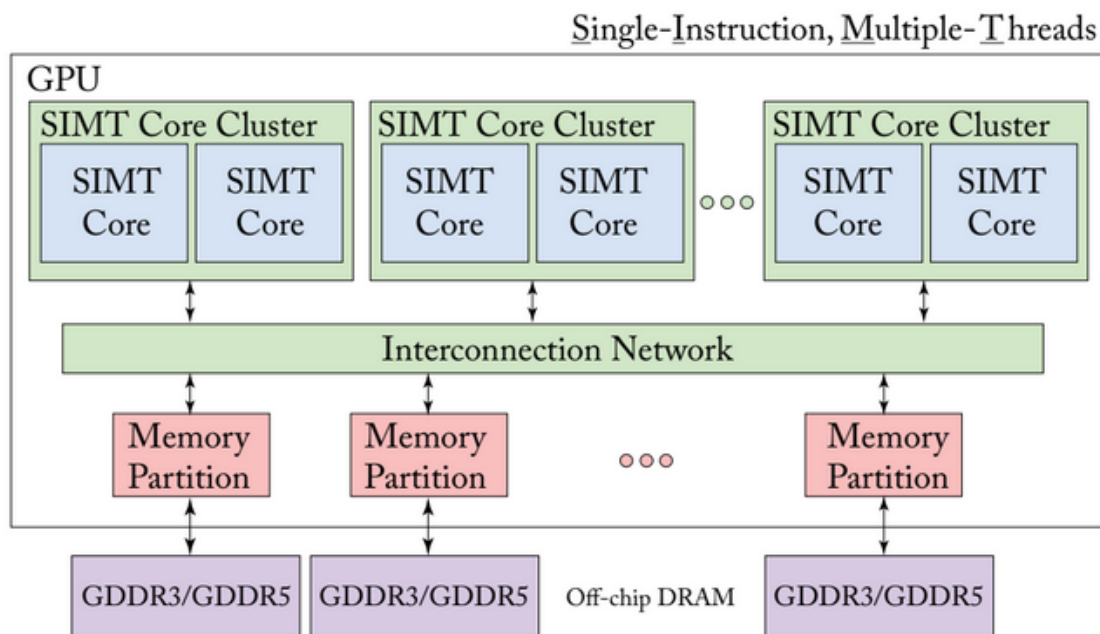 Single-Instruction, Multiple-Threads
GPU
SIMT Core Cluster
SIMT Core
SIMT Core
SIMT Core Cluster
SIMT Core
SIMT Core
SIMT Core Cluster
SIMT Core
SIMT Core
Interconnection Network
Memory
Partition
Memory
Partition
Memory
Partition
GDDR3/GDDR5
GDDR3/GDDR5
Off-chip DRAM
GDDR3/GDDR5